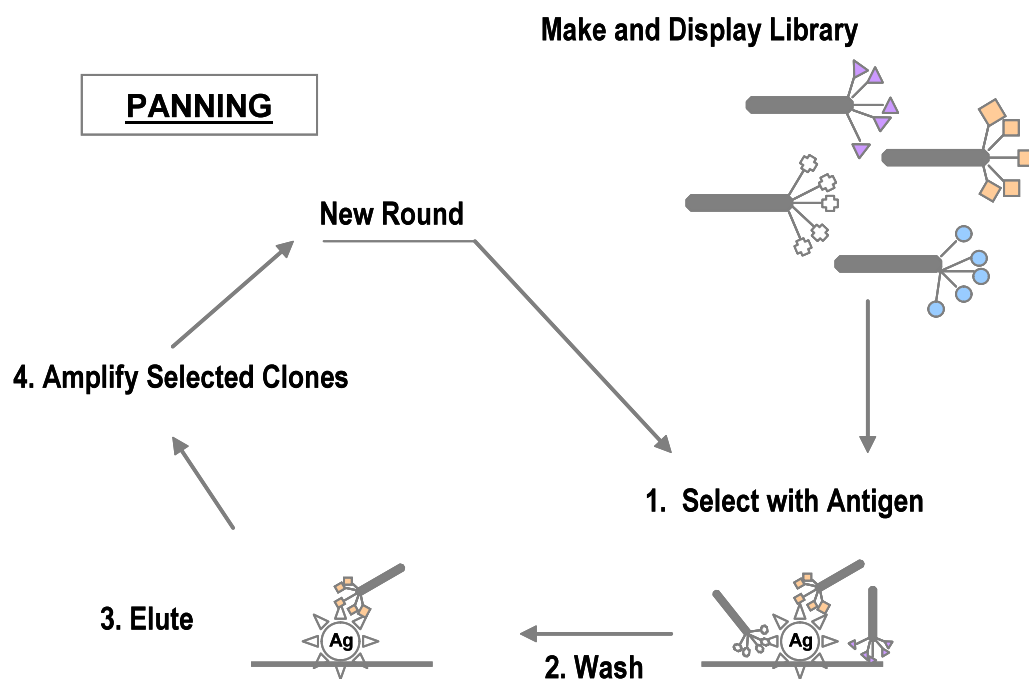 Make and Display Library
PANNING
New Round
4. Amplify Selected Clones
1. Select with Antigen
3. Elute
Ag
Ag
2. Wash